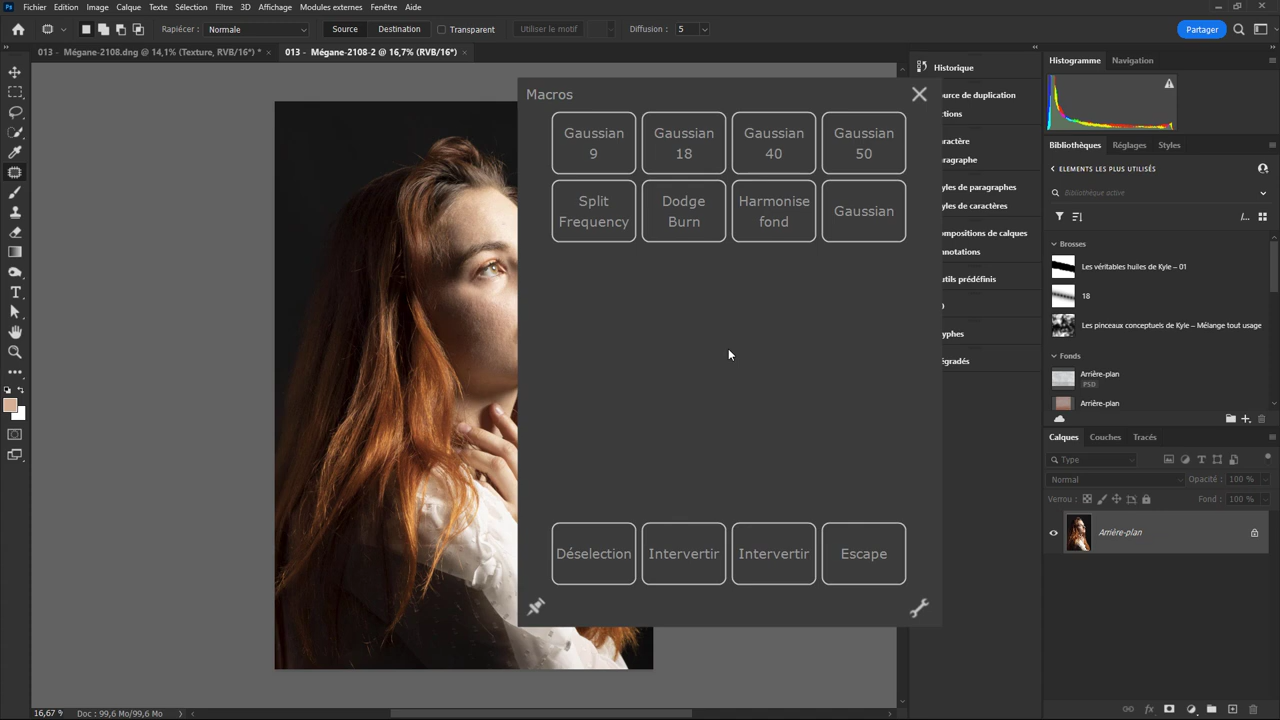 Ps
Fichier Edition Image Calque Texte Sélection Filtre 3D Affichage Modules externes Fenêtre Aide
Rapiécer : Normale Source Destination Transparent Utiliser le motif Diffusion : 5 Partager
013 - Mégane-2108.dng @ 14,1% (Texture, RVB/16*) * × 013 - Mégane-2108-2 @ 16,7% (RVB/16*) ×
Historique
ource de duplication
ctions
aractère
aragraphe
yles de paragraphes
yles de caractères
ompositions de calques
nnotations
utils prédéfinis
D
yphes
égradés
Macros
Gaussian
9
Gaussian
18
Gaussian
40
Gaussian
50
Split
Frequency
Dodge
Burn
Harmonise
fond
Gaussian
Déselection
Intervertir
Intervertir
Escape
Histogramme Navigation
Bibliothèques Réglages Styles
ELEMENTS LES PLUS UTILISÉS
Bibliothèque active
Brosses
Les véritables huiles de Kyle – 01
18
Les pinceaux conceptuels de Kyle – Mélange tout usage
Fonds
Arrière-plan
PSD
Arrière-plan
Calques Couches Tracés
Type
Normal Opacité : 100 %
Verrou : Fond : 100 %
Arrière-plan
16,67 % Doc : 99,6 Mo/99,6 Mo